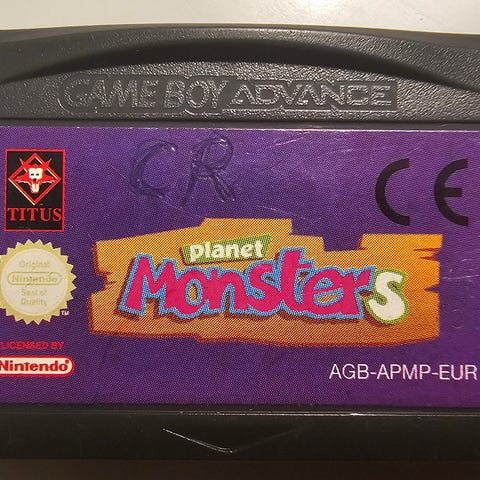 GAME BOY ADVANCE
CR
CE
TITUS
planet
Monsters
Original
Nintendo
Seal of
Quality
TM
LICENSED BY
Nintendo
AGB-APMP-EUR